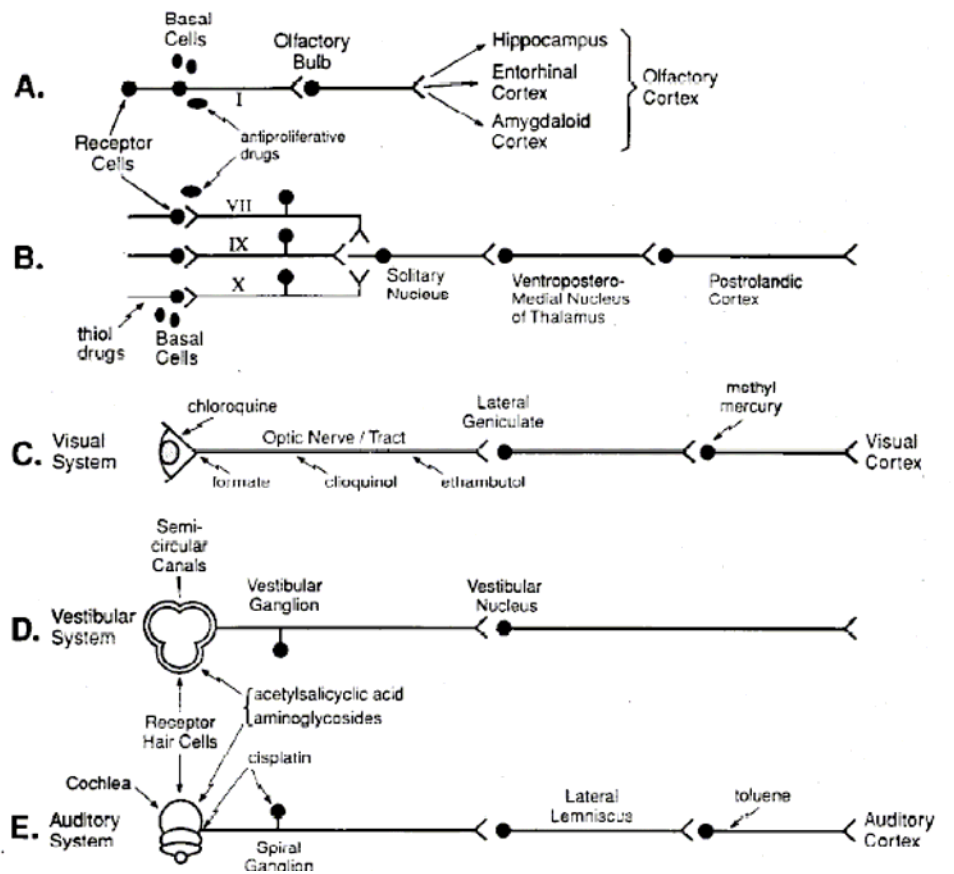 Basal
Cells
Olfactory
Bulb
Hippocampus
A.
I
Entorhinal
Cortex
Olfactory
Cortex
Amygdaloid
Cortex
Receptor
Cells
antiproliferative
drugs
VII
B.
IX
X
Solitary
Nucleus
Ventropostero-
Medial Nucleus
of Thalamus
Postrolandic
Cortex
thiol
drugs
Basal
Cells
chloroquine
Lateral
Geniculate
methyl
mercury
C. Visual
System
Optic Nerve / Tract
Visual
Cortex
formate
clioquinol
ethambutol
Semi-
circular
Canals
Vestibular
Ganglion
Vestibular
Nucleus
D. Vestibular
System
acetylsalicyclic acid
aminoglycosides
Receptor
Hair Cells
cisplatin
Cochlea
Lateral
Lemniscus
toluene
E. Auditory
System
Auditory
Cortex
Spiral
Ganglion